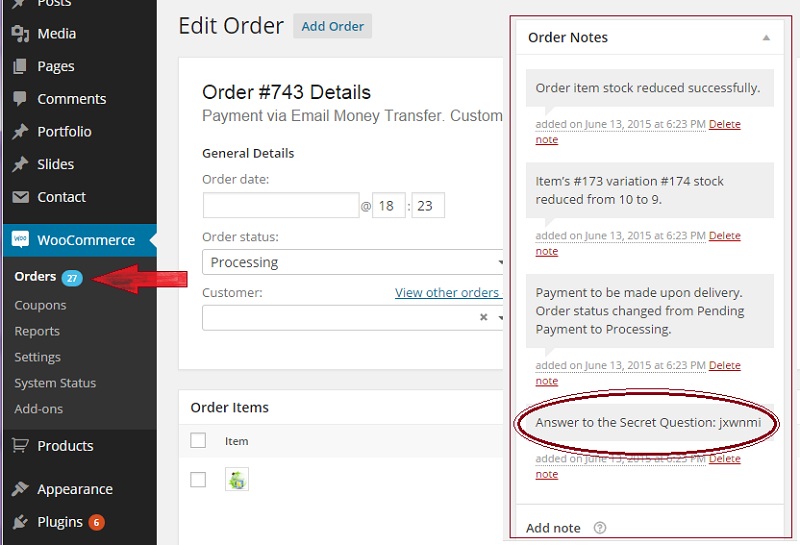 Posts
Media
Pages
Comments
Portfolio
Slides
Contact
WOO
WooCommerce
Orders 27
Coupons
Reports
Settings
System Status
Add-ons
Products
Appearance
Plugins 6
Edit Order Add Order
Order #743 Details
Payment via Email Money Transfer. Custom
General Details
Order date:
@ 18 : 23
Order status:
Processing
Customer: View other orders
×
Order Items
Item
Order Notes
Order item stock reduced successfully.
added on June 13, 2015 at 6:23 PM Delete
note
Item's #173 variation #174 stock
reduced from 10 to 9.
added on June 13, 2015 at 6:23 PM Delete
note
Payment to be made upon delivery.
Order status changed from Pending
Payment to Processing.
added on June 13, 2015 at 6:23 PM Delete
note
Answer to the Secret Question: jxwnmi
added on June 13, 2015 at 6:23 PM Delete
note
Add note ?